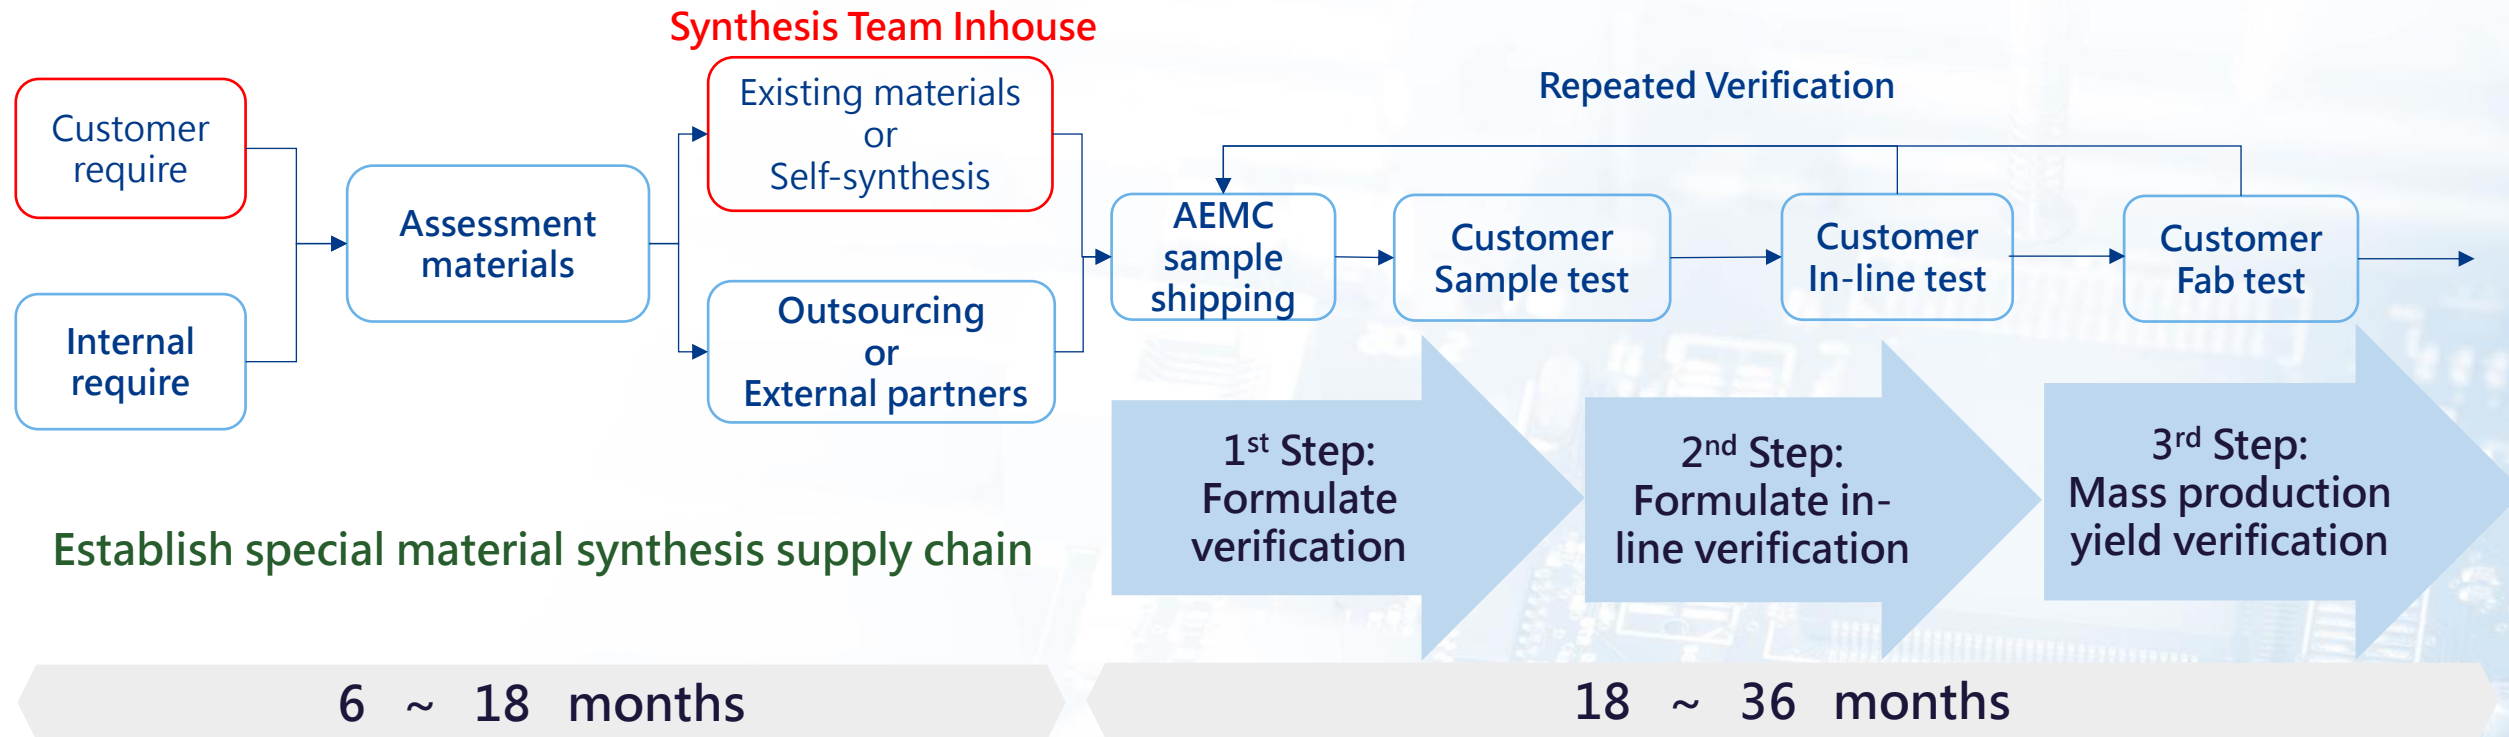 Synthesis Team Inhouse
Customer
require
Internal
require
Assessment
materials
Existing materials
or
Self-synthesis
Outsourcing
or
External partners
Repeated Verification
AEMC
sample
shipping
Customer
Sample test
Customer
In-line test
Customer
Fab test
1st Step:
Formulate
verification
2nd Step:
Formulate in-
line verification
3rd Step:
Mass production
yield verification
Establish special material synthesis supply chain
6 ~ 18 months
18 ~ 36 months